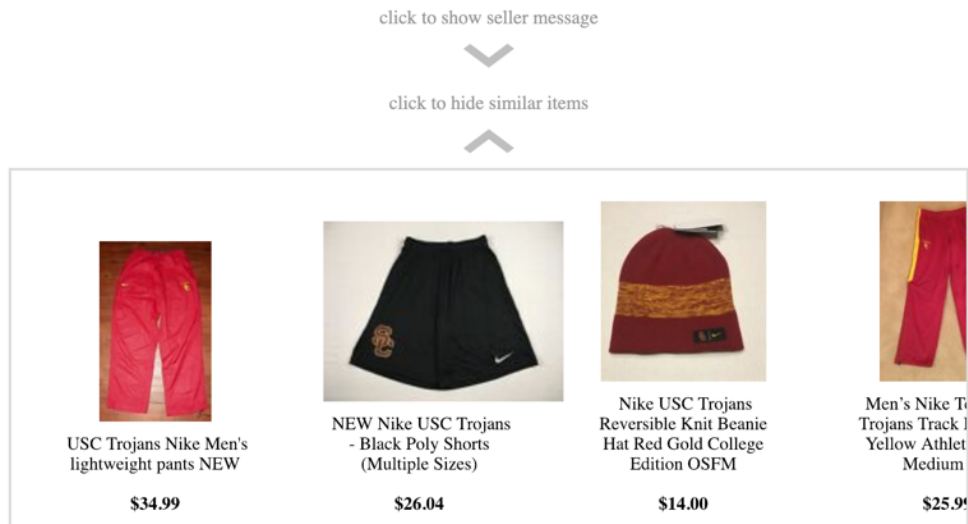 click to show seller message
click to hide similar items
USC Trojans Nike Men's
lightweight pants NEW
$34.99
NEW Nike USC Trojans
- Black Poly Shorts
(Multiple Sizes)
$26.04
Nike USC Trojans
Reversible Knit Beanie
Hat Red Gold College
Edition OSFM
$14.00
Men’s Nike
Trojans Track
Yellow
Medium